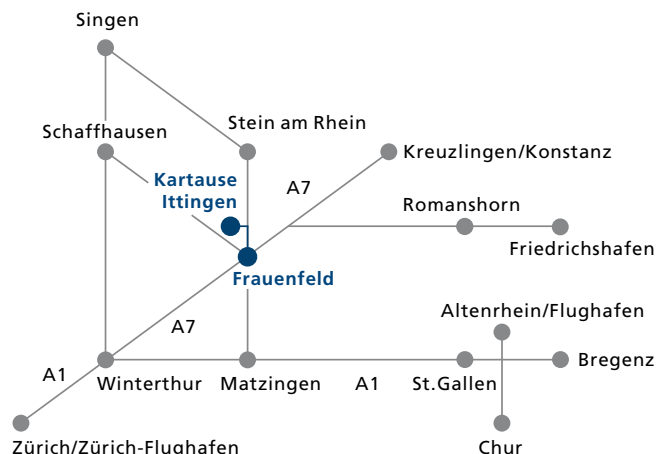 Singen
Schaffhausen
Stein am Rhein
Kreuzlingen/Konstanz
Kartause
Ittingen
A7
Romanshorn
Friedrichshafen
Frauenfeld
Altenrhein/Flughafen
A7
A1
Winterthur
Matzingen
A1
St.Gallen
Bregenz
Zürich/Zürich-Flughafen
Chur